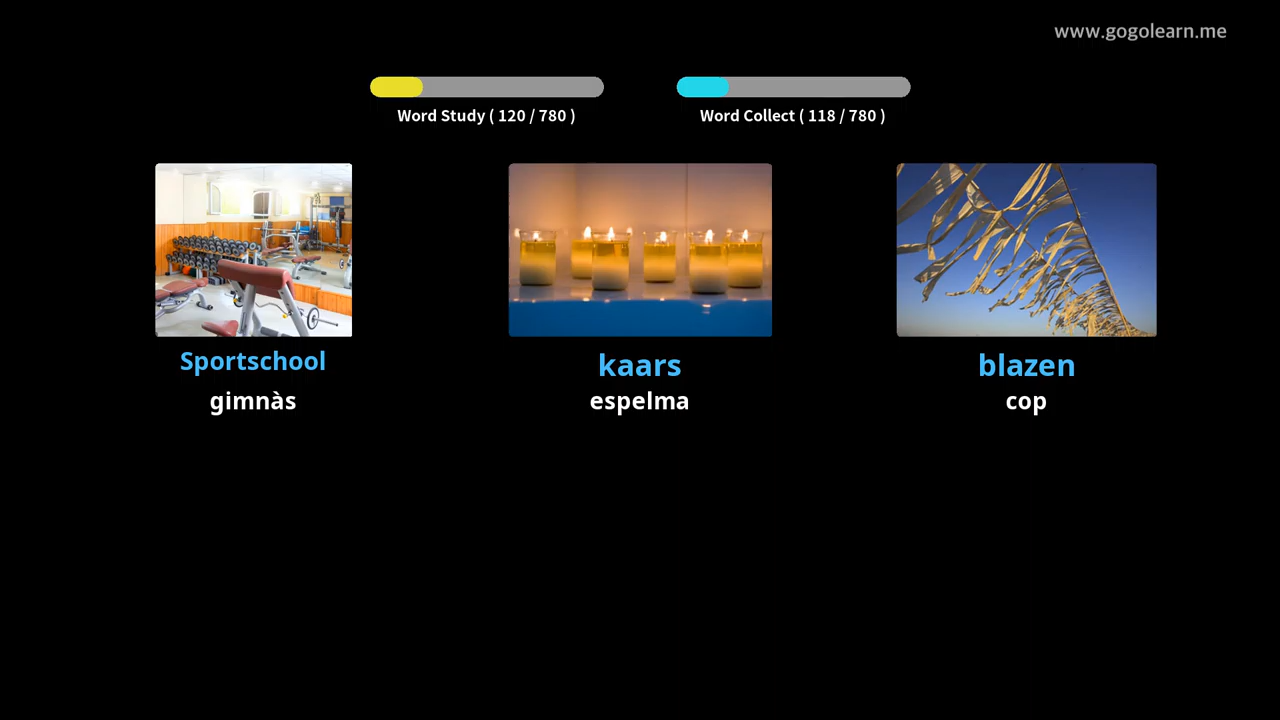 www.gogolearn.me
Word Study ( 120 / 780 )
Word Collect ( 118 / 780 )
Sportschool
gimnàs
kaars
espelma
blazen
cop